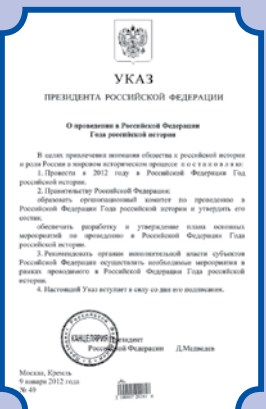 УКАЗ
ПРЕЗИДЕНТА РОССИЙСКОЙ ФЕДЕРАЦИИ
О проведении в Российской Федерации
Года российской истории
В целях привлечения внимания общества к российской истории
и роли России в мировом историческом процессе п о с т а н о в л я ю:
1. Провести в 2012 году в Российской Федерации Год
российской истории.
2. Правительству Российской Федерации:
образовать организационный комитет по проведению в
Российской Федерации Года российской истории и утвердить его
состав;
обеспечить разработку и утверждение плана основных
мероприятий по проведению в Российской Федерации Года
российской истории.
3. Рекомендовать органам исполнительной власти субъектов
Российской Федерации осуществлять необходимые мероприятия в
рамках проводимого в Российской Федерации Года российской
истории.
4. Настоящий Указ вступает в силу со дня его подписания.
КАНЦЕЛЯРИЯ
Президент
Российской Федерации Д.Медведев
Москва, Кремль
9 января 2012 года
№ 49